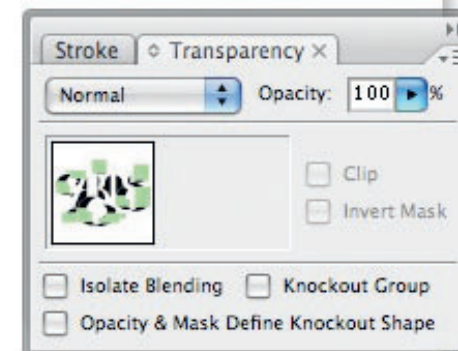 Stroke Transparency
Normal Opacity: 100 %
Clip
Invert Mask
Isolate Blending Knockout Group
Opacity & Mask Define Knockout Shape